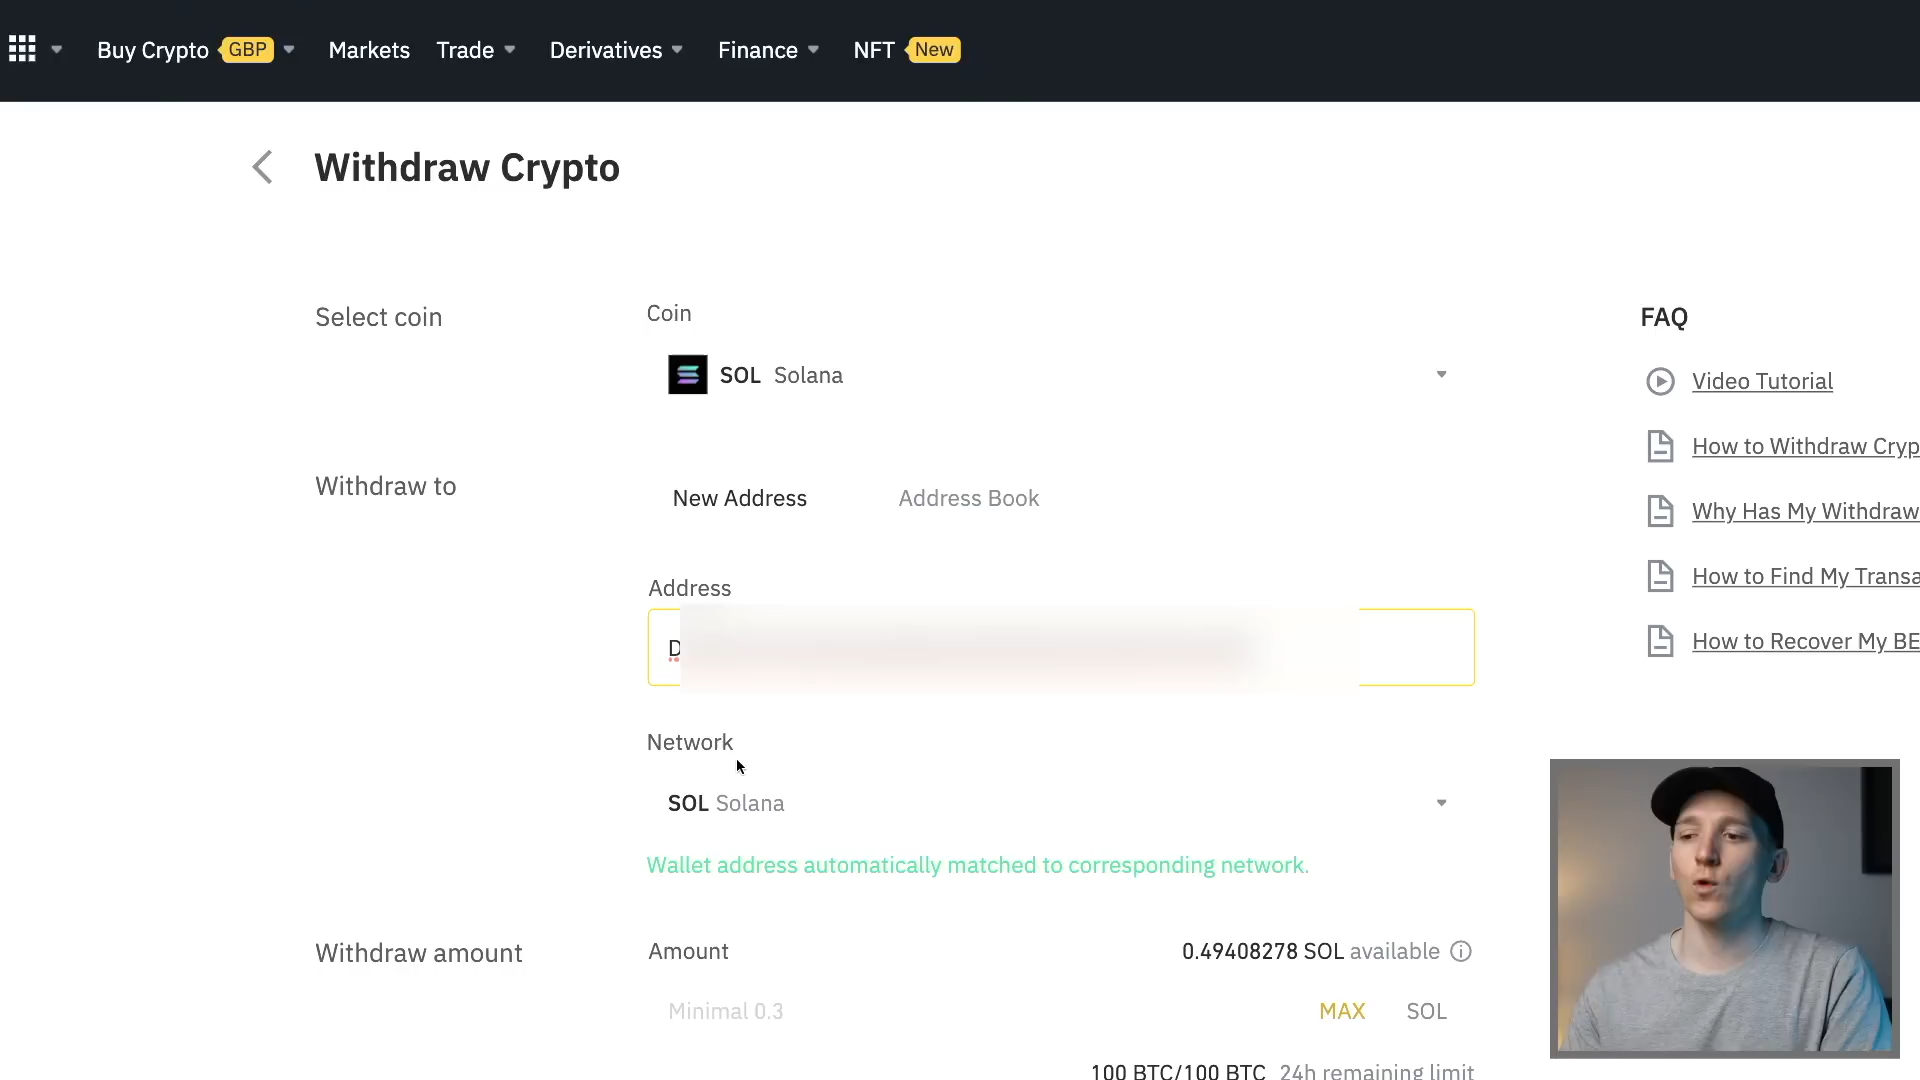 Buy Crypto GBP Markets Trade Derivatives Finance NFT New
Withdraw Crypto
Select coin
Coin
SOL Solana
Withdraw to
New Address Address Book
Address
D
Network
SOL Solana
Wallet address automatically matched to corresponding network.
Withdraw amount
Amount
0.49408278 SOL available
Minimal 0.3
MAX SOL
100 BTC/100 BTC 24h remaining limit
FAQ
Video Tutorial
How to Withdraw Cryp
Why Has My Withdraw
How to Find My Transa
How to Recover My BE